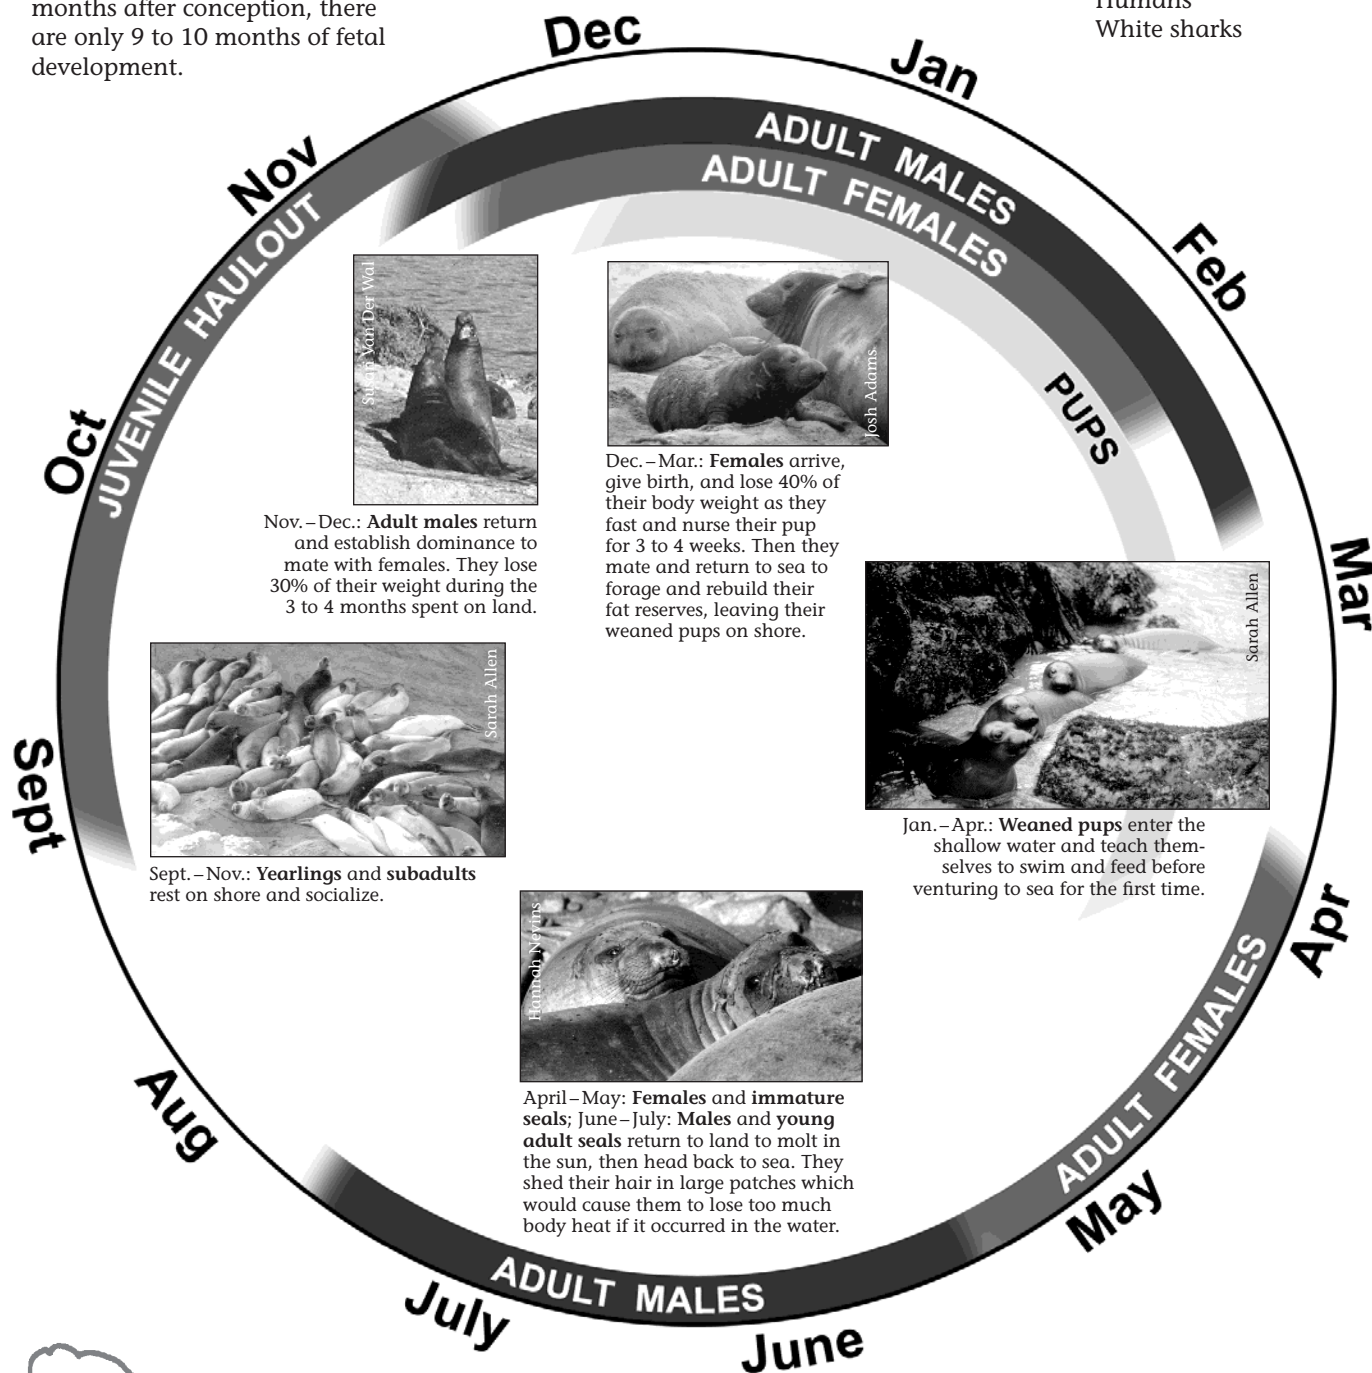 months after conception, there
are only 9 to 10 months of fetal
development.
Humans
White sharks
Dec
Jan
Nov
Feb
ADULT MALES
ADULT FEMALES
PUPS
JUVENILE HAULOUT
Oct
Mar
Susan Van Der Wal
Josh Adams
Nov.–Dec.: Adult males return
and establish dominance to
mate with females. They lose
30% of their weight during the
3 to 4 months spent on land.
Dec.–Mar.: Females arrive,
give birth, and lose 40% of
their body weight as they
fast and nurse their pup
for 3 to 4 weeks. Then they
mate and return to sea to
forage and rebuild their
fat reserves, leaving their
weaned pups on shore.
Sarah Allen
Sarah Allen
Sept
Jan.–Apr.: Weaned pups enter the
shallow water and teach them-
selves to swim and feed before
venturing to sea for the first time.
Sept.–Nov.: Yearlings and subadults
rest on shore and socialize.
Apr
Hannah Nevins
ADULT FEMALES
Aug
April–May: Females and immature
seals; June–July: Males and young
adult seals return to land to molt in
the sun, then head back to sea. They
shed their hair in large patches which
would cause them to lose too much
body heat if it occurred in the water.
May
ADULT MALES
July
June